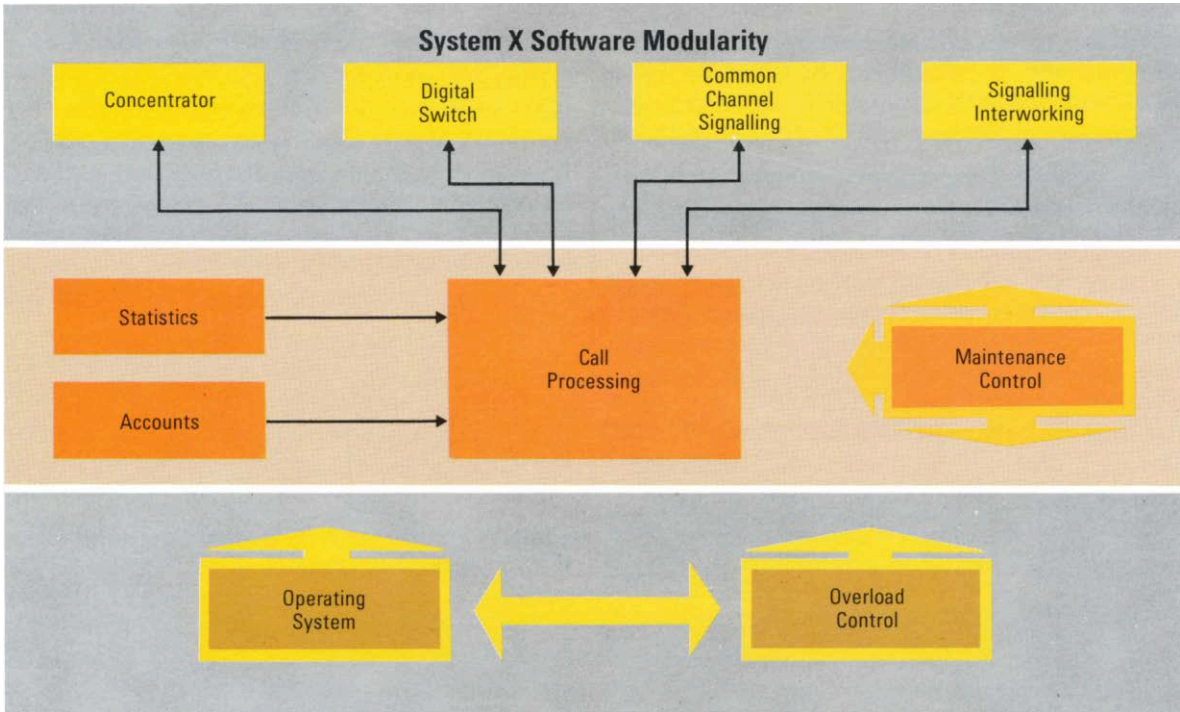 System X Software Modularity
Concentrator
Digital
Switch
Common
Channel
Signalling
Signalling
Interworking
Statistics
Accounts
Call
Processing
Maintenance
Control
Operating
System
Overload
Control